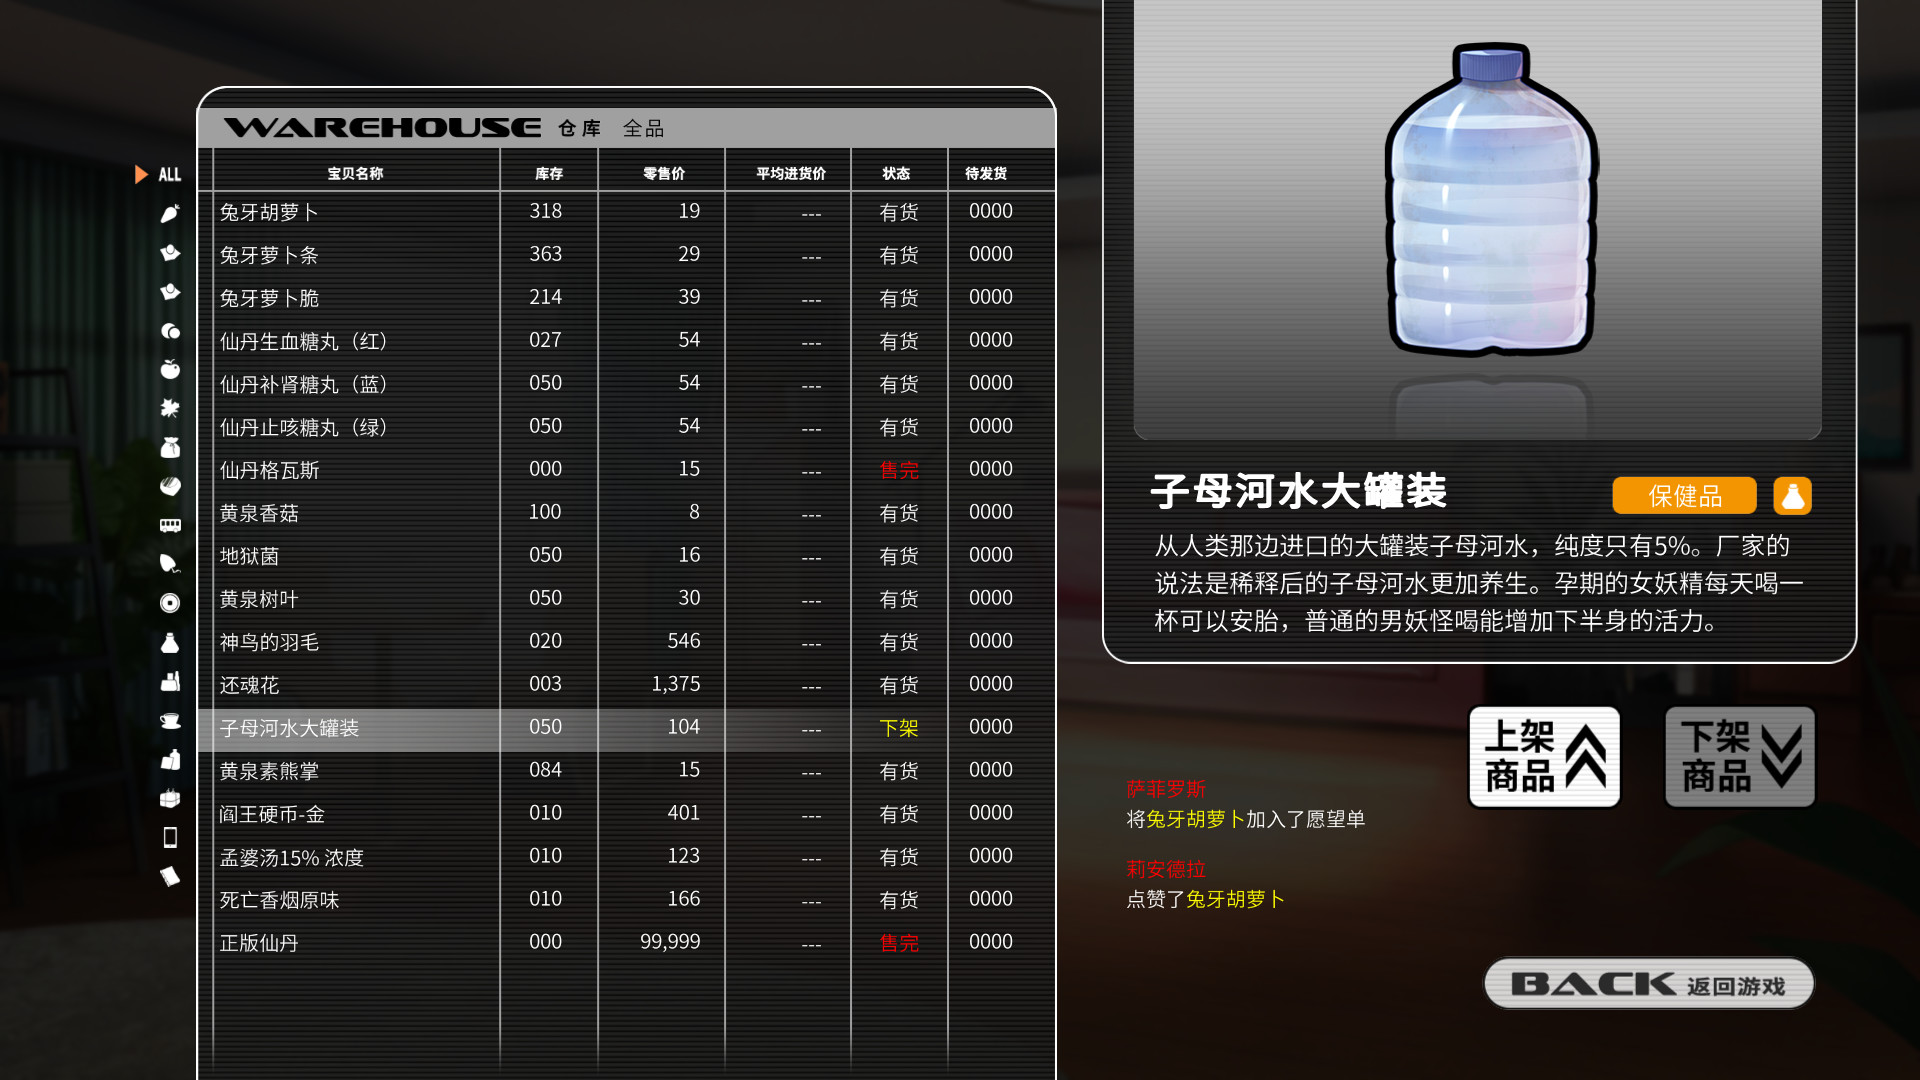 WAREHOUSE 仓库 全品
ALL
宝贝名称 库存 零售价 平均进货价 状态 待发货
兔牙胡萝卜 318 19 --- 有货 0000
兔牙萝卜条 363 29 --- 有货 0000
兔牙萝卜脆 214 39 --- 有货 0000
仙丹生血糖丸（红） 027 54 --- 有货 0000
仙丹补肾糖丸（蓝） 050 54 --- 有货 0000
仙丹止咳糖丸（绿） 050 54 --- 有货 0000
仙丹格瓦斯 000 15 --- 售完 0000
黄泉香菇 100 8 --- 有货 0000
地狱菌 050 16 --- 有货 0000
黄泉树叶 050 30 --- 有货 0000
神鸟的羽毛 020 546 --- 有货 0000
还魂花 003 1,375 --- 有货 0000
子母河水大罐装 050 104 --- 下架 0000
黄泉素熊掌 084 15 --- 有货 0000
阎王硬币-金 010 401 --- 有货 0000
孟婆汤15% 浓度 010 123 --- 有货 0000
死亡香烟原味 010 166 --- 有货 0000
正版仙丹 000 99,999 --- 售完 0000
子母河水大罐装 保健品
从人类那边进口的大罐装子母河水，纯度只有5%。厂家的
说法是稀释后的子母河水更加养生。孕期的女妖精每天喝一
杯可以安胎，普通的男妖怪喝能增加下半身的活力。
上架
商品
下架
商品
萨菲罗斯
将兔牙胡萝卜加入了愿望单
莉安德拉
点赞了兔牙胡萝卜
BACK 返回游戏